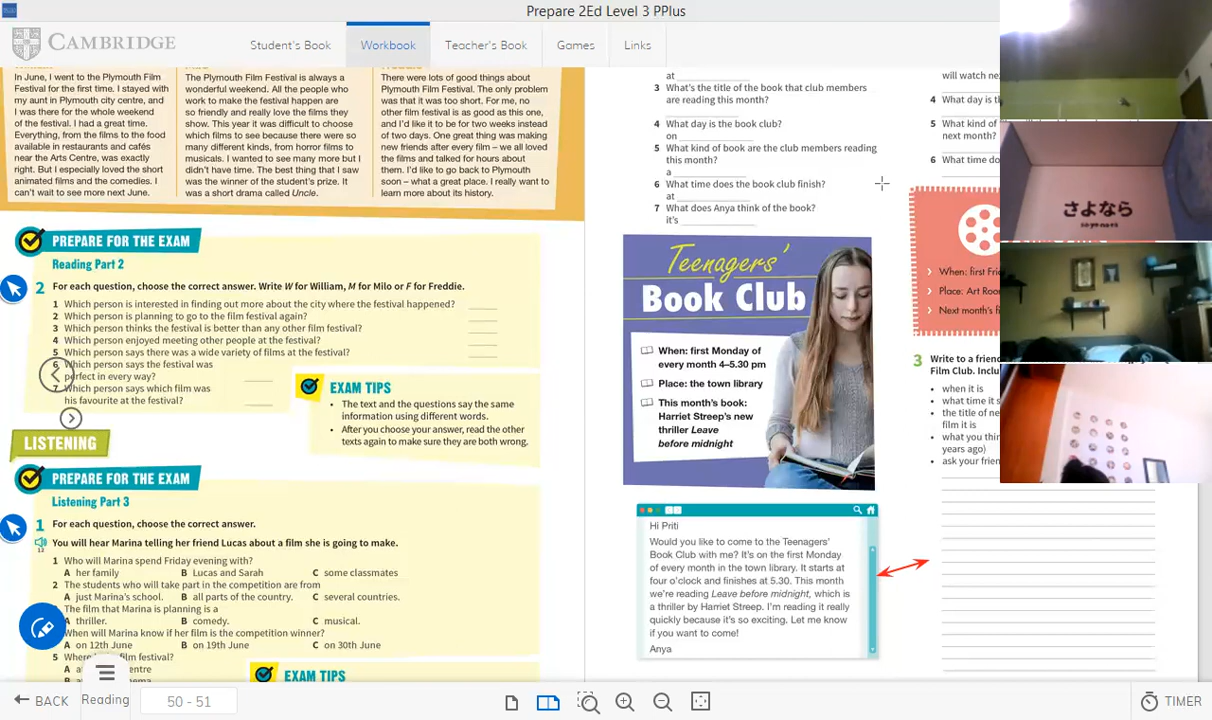 Prepare 2Ed Level 3 PPlus
CAMBRIDGE
Student's Book
Workbook
Teacher's Book
Games
Links
In June, I went to the Plymouth Film
Festival for the first time. I stayed with
my aunt in Plymouth city centre, and
I was there for the whole weekend
of the festival. I had a great time.
Everything, from the films to the food
available in restaurants and cafés
near the Arts Centre, was exactly
right. But I especially loved the short
animated films and the comedies. I
can't wait to see more next June.
The Plymouth Film Festival is always a
wonderful weekend. All the people who
work to make the festival happen are
so friendly and really love the films they
show. This year it was difficult to choose
which films to see because there were so
many different kinds, from horror films to
musicals. I wanted to see many more but I
didn't have time. The best thing that I saw
was the winner of the student's prize. It
was a short drama called Uncle.
There were lots of good things about
Plymouth Film Festival. The only problem
was that it was too short. For me, no
other film festival is as good as this one,
and I'd like it to be for two weeks instead
of two days. One great thing was making
new friends after every film – we all loved
the films and talked for hours about
them. I'd like to go back to Plymouth
soon – what a great place. I really want to
learn more about its history.
PREPARE FOR THE EXAM
Reading Part 2
2 For each question, choose the correct answer. Write W for William, M for Milo or F for Freddie.
1 Which person is interested in finding out more about the city where the festival happened?
2 Which person is planning to go to the film festival again?
3 Which person thinks the festival is better than any other film festival?
4 Which person enjoyed meeting other people at the festival?
5 Which person says there was a wide variety of films at the festival?
6 Which person says the festival was
perfect in every way?
7 Which person says which film was
his favourite at the festival?
EXAM TIPS
• The text and the questions say the same
information using different words.
• After you choose your answer, read the other
texts again to make sure they are both wrong.
LISTENING
PREPARE FOR THE EXAM
Listening Part 3
1 For each question, choose the correct answer.
12
You will hear Marina telling her friend Lucas about a film she is going to make.
1 Who will Marina spend Friday evening with?
A her family B Lucas and Sarah C some classmates
2 The students who will take part in the competition are from
A just Marina's school. B all parts of the country. C several countries.
The film that Marina is planning is a
A thriller. B comedy. C musical.
When will Marina know if her film is the competition winner?
A on 12th June B on 19th June C on 30th June
5
film festival?
A
EXAM TIPS
at
3 What's the title of the book that club members
are reading this month?
4 What day is the book club?
on
5 What kind of book are the club members reading
this month?
a
6 What time does the book club finish?
at
7 What does Anya think of the book?
it's
Teenagers'
Book Club
When: first Monday of
every month 4–5.30 pm
Place: the town library
This month's book:
Harriet Streep's new
thriller Leave
before midnight
Hi Priti
Would you like to come to the Teenagers'
Book Club with me? It's on the first Monday
of every month in the town library. It starts at
four o'clock and finishes at 5.30. This month
we're reading Leave before midnight, which is
a thriller by Harriet Streep. I'm reading it really
quickly because it's so exciting. Let me know
if you want to come!
Anya
will watch
4 What day is
5 What kind of
next month?
6 What time
When: first
Place: Art
Next month's
3 Write to a friend
Film Club.
• when it is
• what time it
• the title of
film it is
• what you
years ago)
• ask your
さよなら
sayonara
BACK
Reading
50 - 51
TIMER